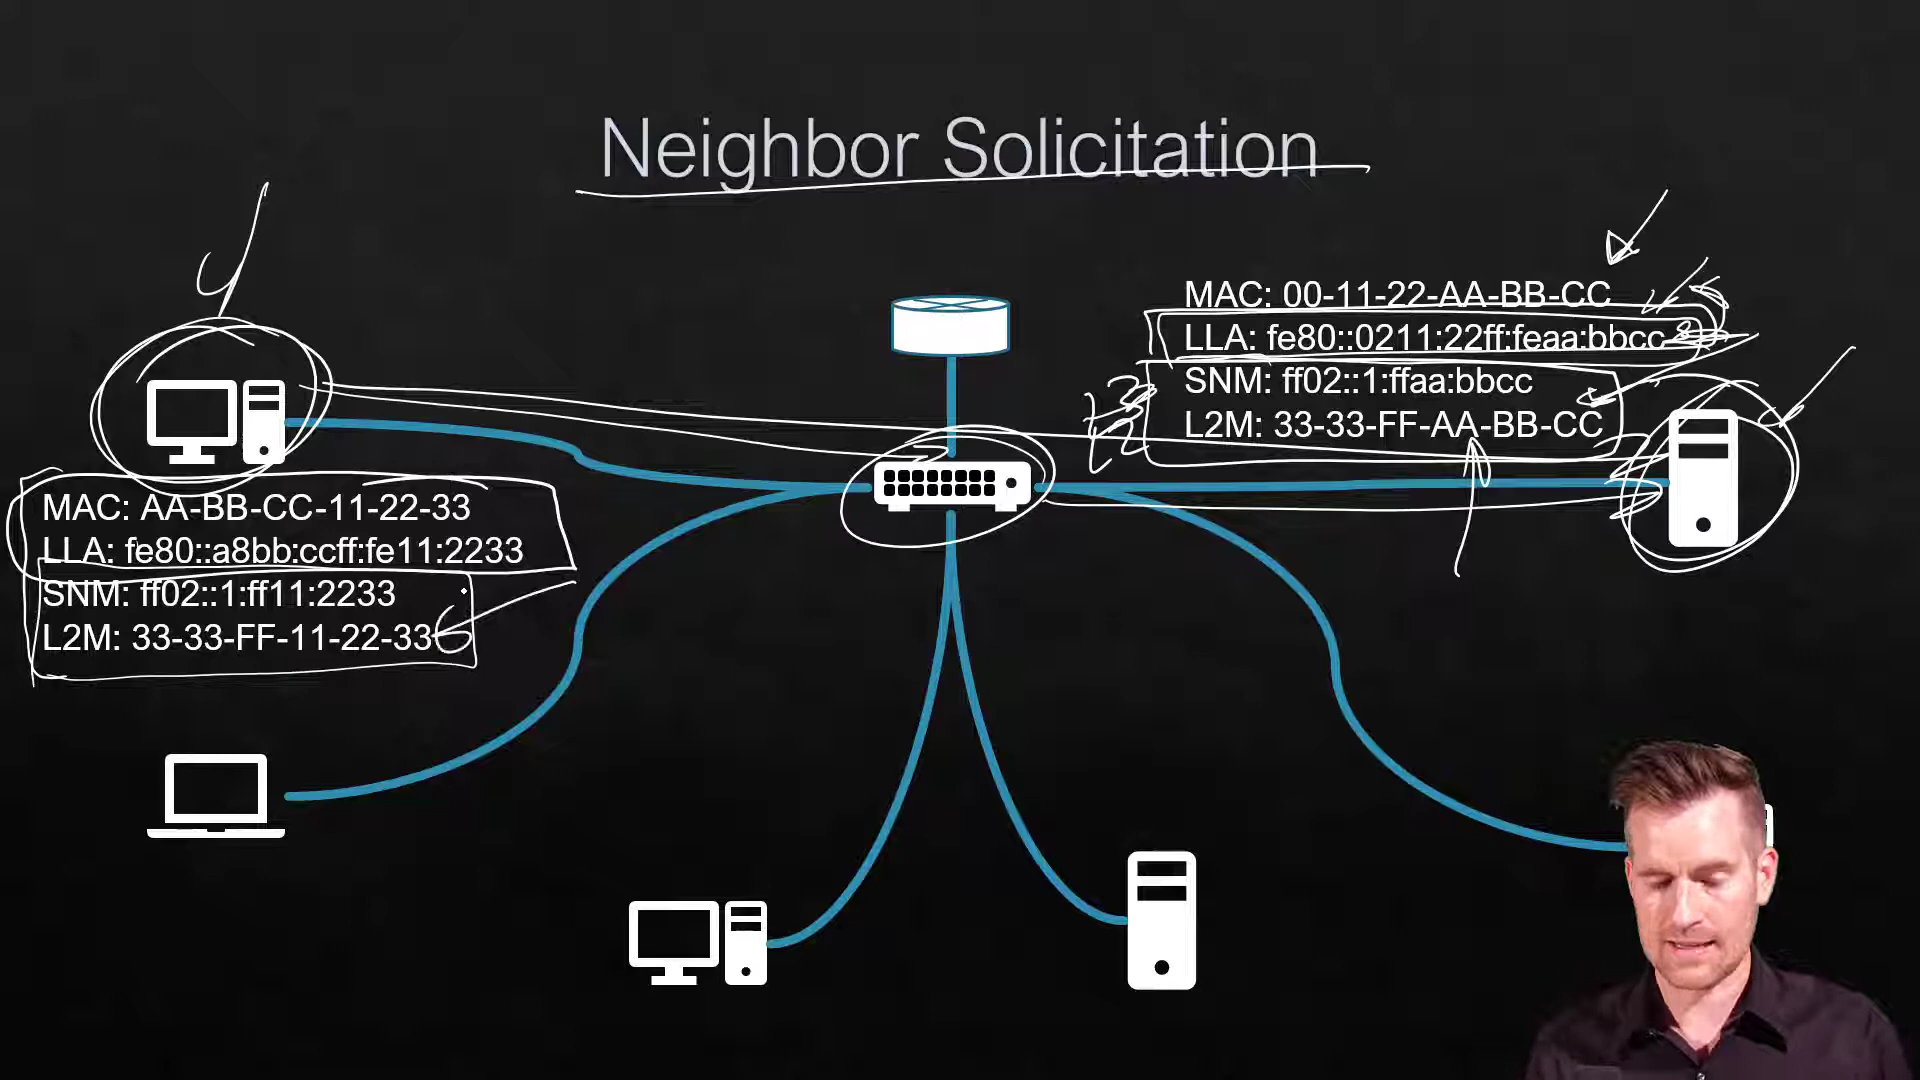 Neighbor Solicitation
MAC: 00-11-22-AA-BB-CC
LLA: fe80::0211:22ff:feaa:bbcc
SNM: ff02::1:ffaa:bbcc
L2M: 33-33-FF-AA-BB-CC
MAC: AA-BB-CC-11-22-33
LLA: fe80::a8bb:ccff:fe11:2233
SNM: ff02::1:ff11:2233
L2M: 33-33-FF-11-22-33